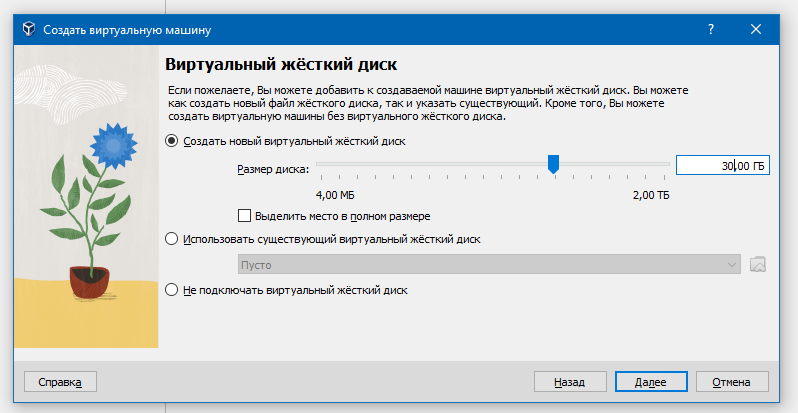 Создать виртуальную машину
?
Виртуальный жёсткий диск
Если пожелаете, Вы можете добавить к создаваемой машине виртуальный жёсткий диск. Вы можете
как создать новый файл жёсткого диска, так и указать существующий. Кроме того, Вы можете
создать виртуальную машины без виртуального жёсткого диска.
Создать новый виртуальный жёсткий диск
Размер диска:
30,00 ГБ
4,00 МБ
2,00 ТБ
Выделить место в полном размере
Использовать существующий виртуальный жёсткий диск
Пусто
Не подключать виртуальный жёсткий диск
Справка
Назад
Далее
Отмена